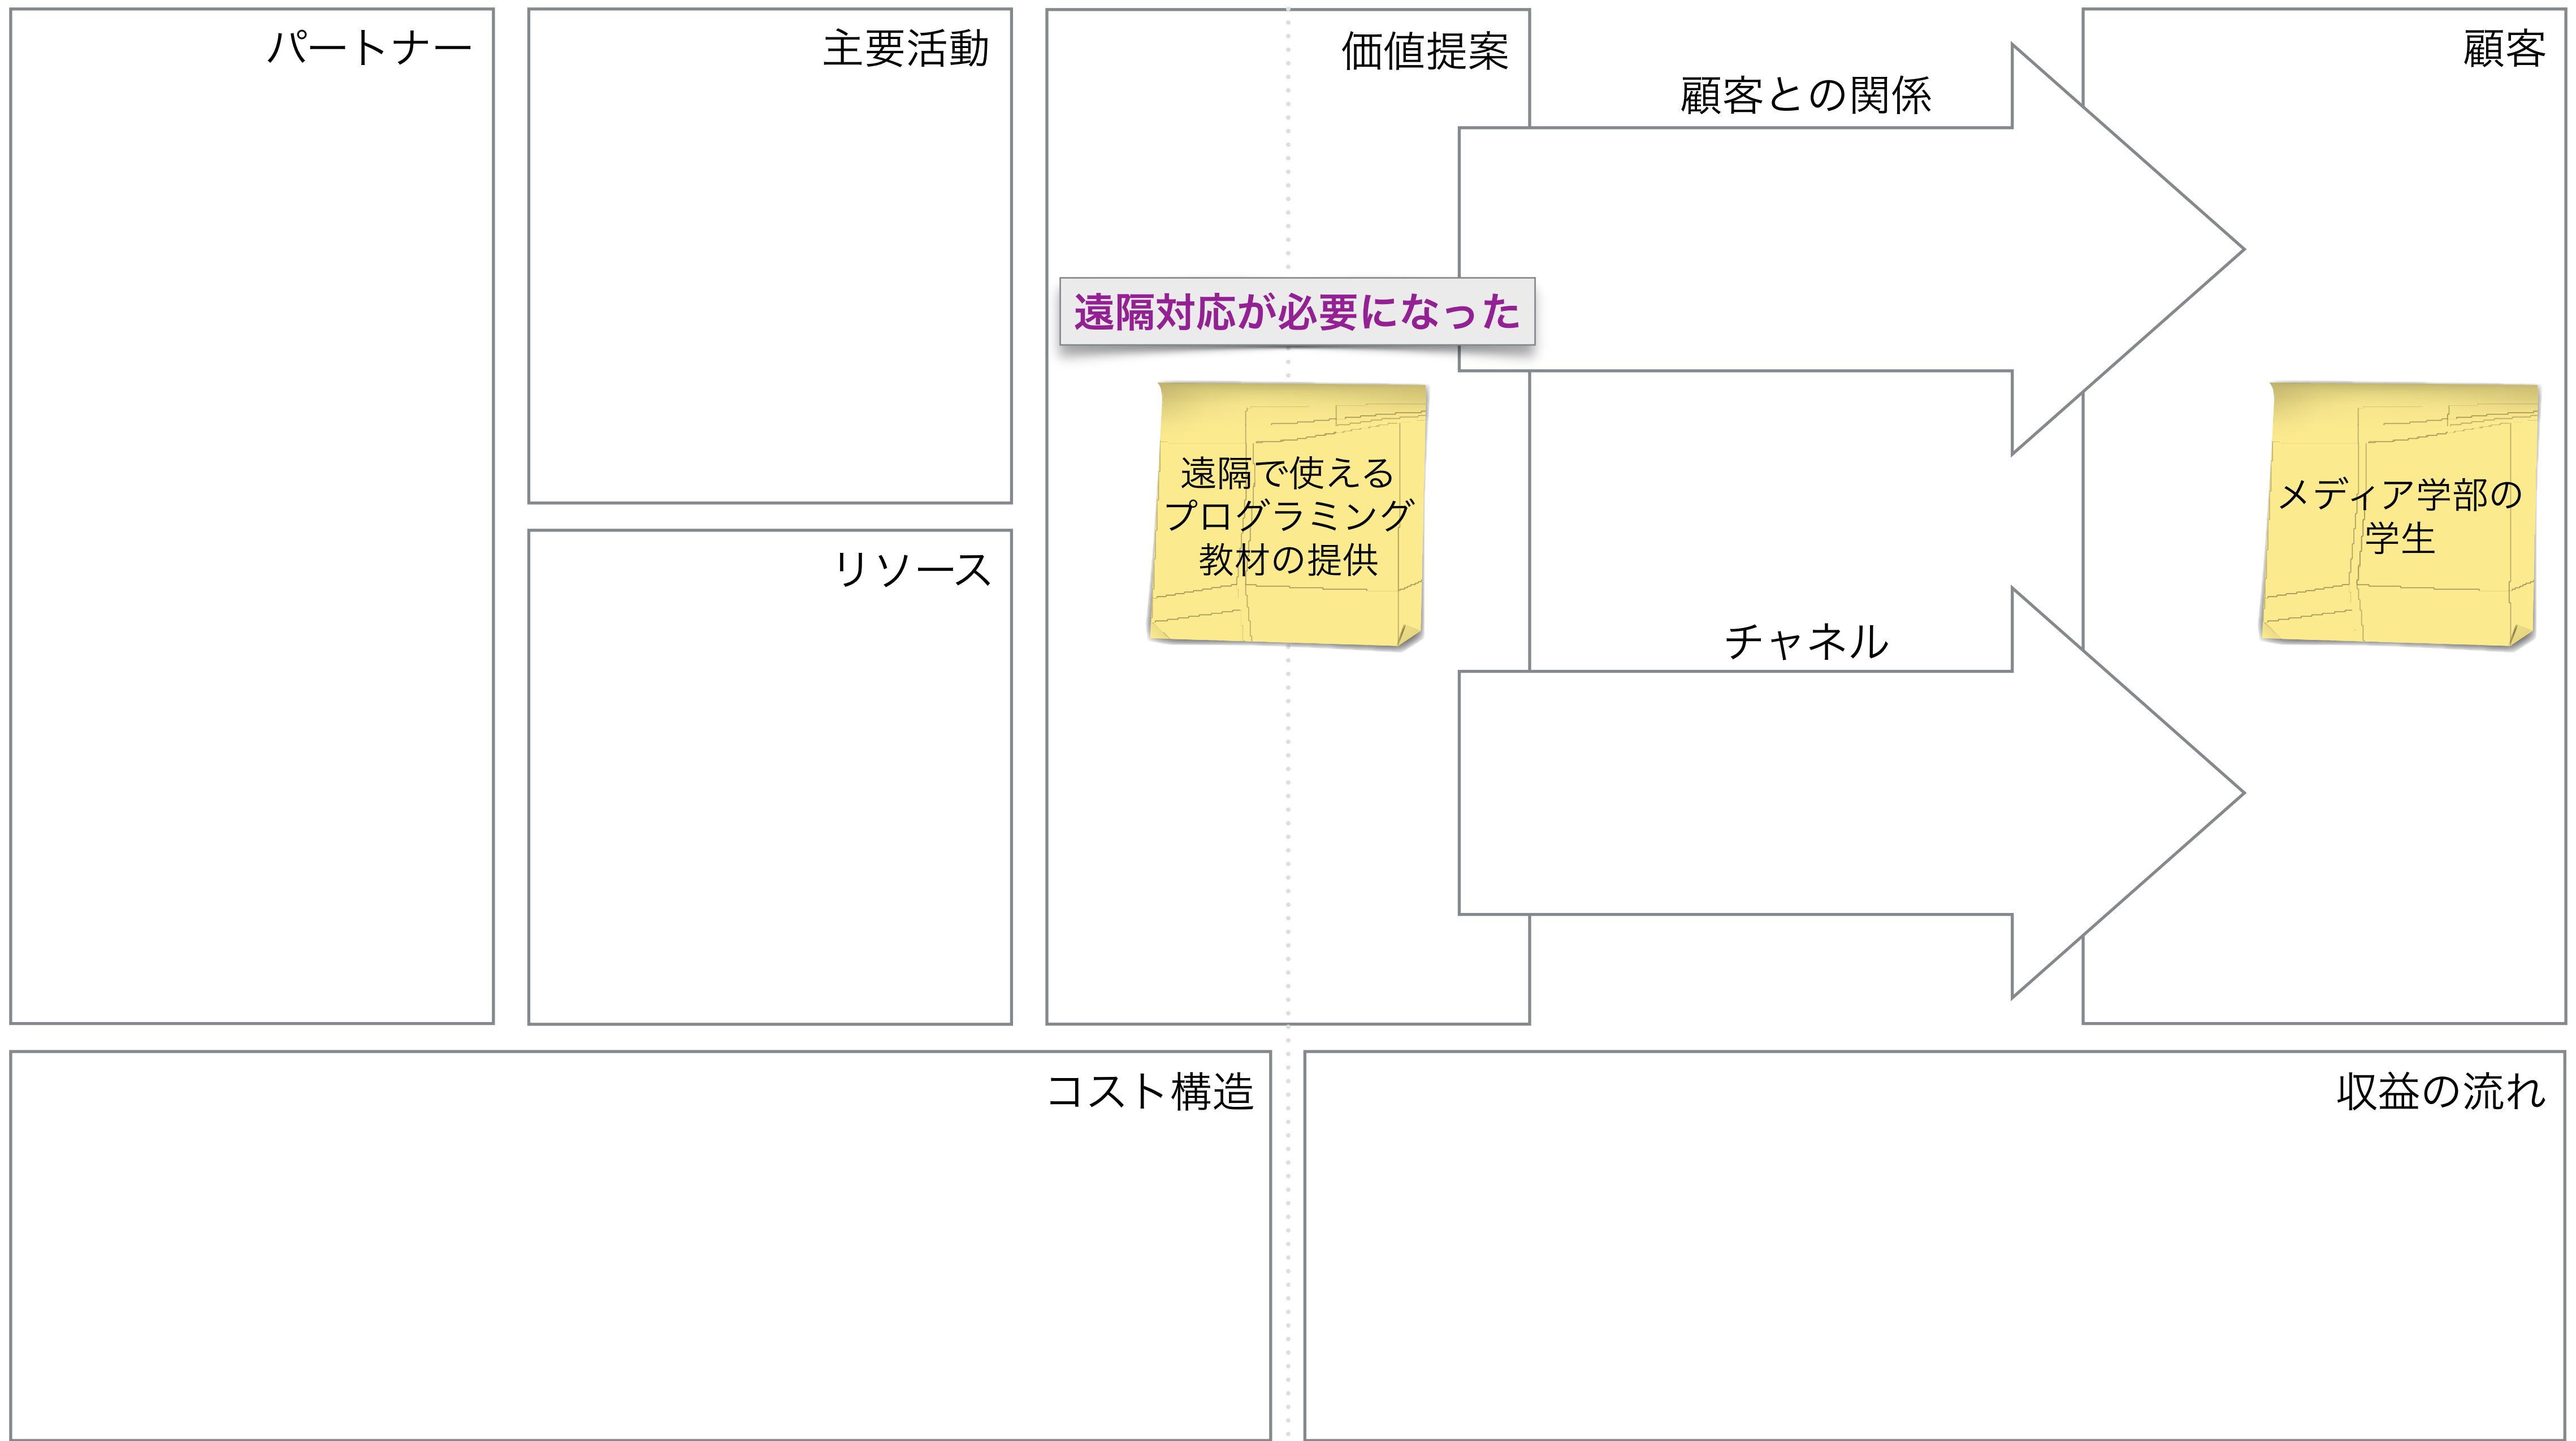 パートナー
主要活動
価値提案
顧客との関係
顧客
遠隔対応が必要になった
遠隔で使える
プログラミング
教材の提供
メディア学部の
学生
リソース
チャネル
コスト構造
収益の流れ